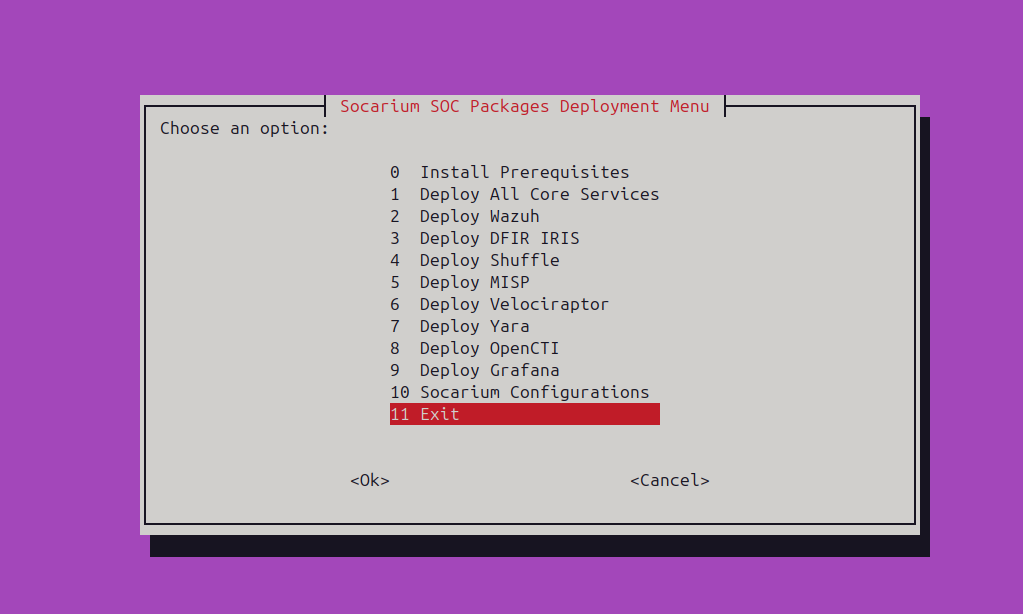 Socarium SOC Packages Deployment Menu
Choose an option:
0 Install Prerequisites
1 Deploy All Core Services
2 Deploy Wazuh
3 Deploy DFIR IRIS
4 Deploy Shuffle
5 Deploy MISP
6 Deploy Velociraptor
7 Deploy Yara
8 Deploy OpenCTI
9 Deploy Grafana
10 Socarium Configurations
11 Exit
<Ok> <Cancel>